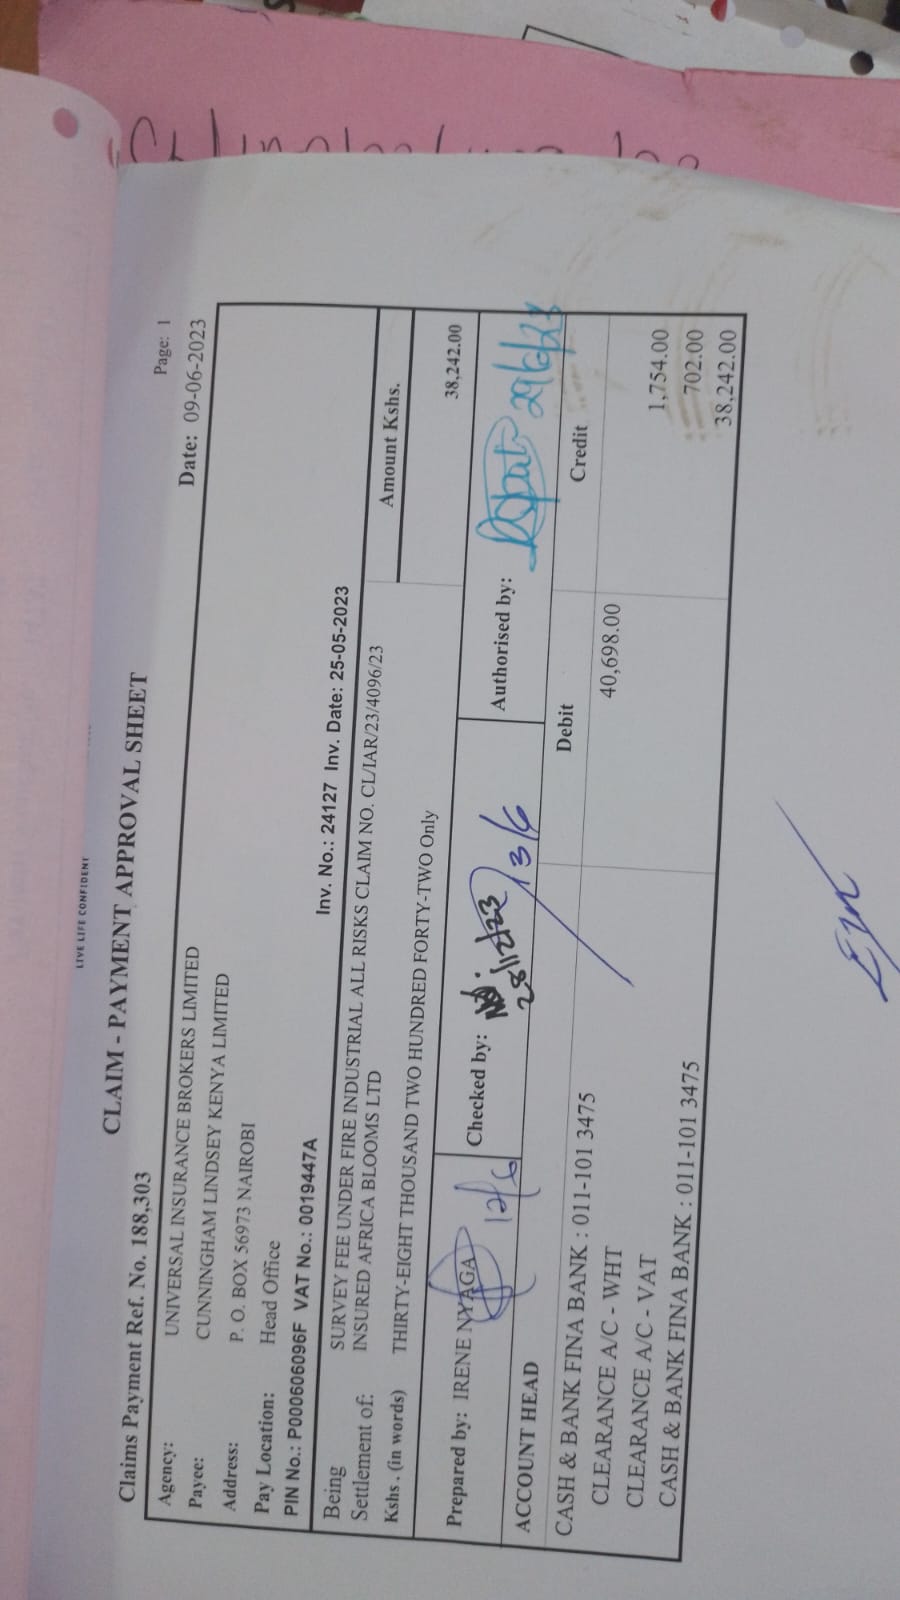 LIVE LIFE CONFIDENT
CLAIM - PAYMENT APPROVAL SHEET
Claims Payment Ref. No. 188,303 Page: 1
Date: 09-06-2023
Agency: UNIVERSAL INSURANCE BROKERS LIMITED
Payee: CUNNINGHAM LINDSEY KENYA LIMITED
Address: P. O. BOX 56973 NAIROBI
Pay Location: Head Office
PIN No.: P000606096F VAT No.: 0019447A Inv. No.: 24127 Inv. Date: 25-05-2023
Being SURVEY FEE UNDER FIRE INDUSTRIAL ALL RISKS CLAIM NO. CL/IAR/23/4096/23
Settlement of: INSURED AFRICA BLOOMS LTD Amount Kshs.
Kshs. (in words) THIRTY-EIGHT THOUSAND TWO HUNDRED FORTY-TWO Only 38,242.00
Prepared by: IRENE NYAGA 12/6 Checked by: 28/12/23 13/6 Authorised by: 29/6/23
ACCOUNT HEAD Debit Credit
CASH & BANK FINA BANK : 011-101 3475 40,698.00
CLEARANCE A/C - WHT 1,754.00
CLEARANCE A/C - VAT 702.00
CASH & BANK FINA BANK : 011-101 3475 38,242.00